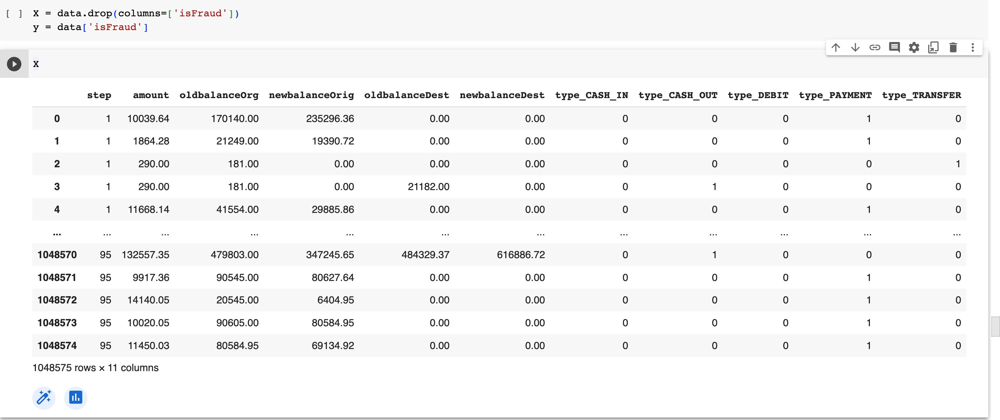 [ ] X = data.drop(columns=['isFraud'])
y = data['isFraud']
X
step amount oldbalanceOrg newbalanceOrig oldbalanceDest newbalanceDest type_CASH_IN type_CASH_OUT type_DEBIT type_PAYMENT type_TRANSFER
0 1 10039.64 170140.00 235296.36 0.00 0.00 0 0 0 1 0
1 1 1864.28 21249.00 19390.72 0.00 0.00 0 0 0 1 0
2 1 290.00 181.00 0.00 0.00 0.00 0 0 0 0 1
3 1 290.00 181.00 0.00 21182.00 0.00 0 1 0 0 0
4 1 11668.14 41554.00 29885.86 0.00 0.00 0 0 0 1 0
... ... ... ... ... ... ... ... ... ... ... ...
1048570 95 132557.35 479803.00 347245.65 484329.37 616886.72 0 1 0 0 0
1048571 95 9917.36 90545.00 80627.64 0.00 0.00 0 0 0 1 0
1048572 95 14140.05 20545.00 6404.95 0.00 0.00 0 0 0 1 0
1048573 95 10020.05 90605.00 80584.95 0.00 0.00 0 0 0 1 0
1048574 95 11450.03 80584.95 69134.92 0.00 0.00 0 0 0 1 0
1048575 rows × 11 columns